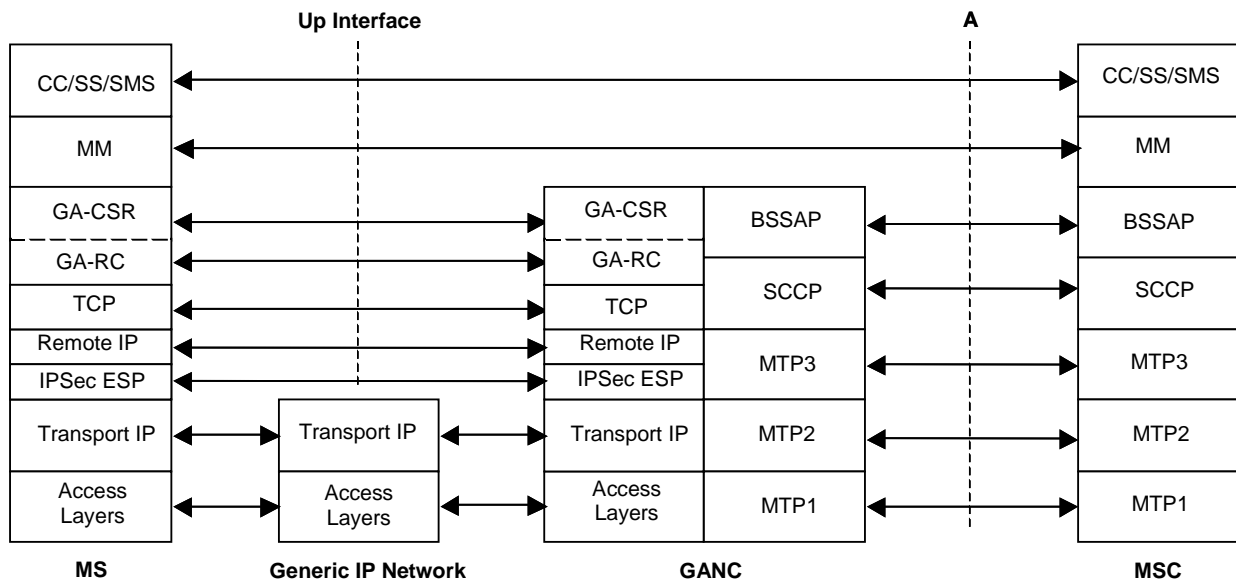 Up Interface
A
CC/SS/SMS
CC/SS/SMS
MM
MM
GA-CSR
GA-CSR
BSSAP
BSSAP
GA-RC
GA-RC
SCCP
SCCP
TCP
TCP
Remote IP
Remote IP
MTP3
MTP3
IPSec ESP
IPSec ESP
Transport IP
Transport IP
Transport IP
MTP2
MTP2
Access
Layers
Access
Layers
Access
Layers
MTP1
MTP1
MS
Generic IP Network
GANC
MSC